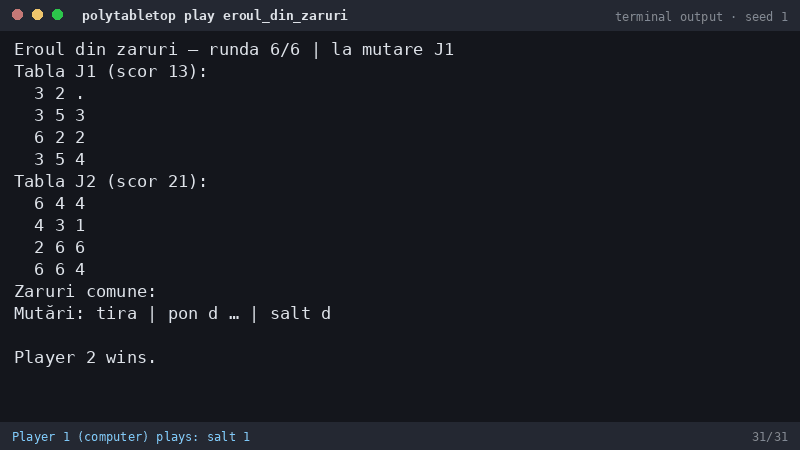 polytabletop play eroul_din_zaruri
terminal output · seed 1
Eroul din zaruri — runda 6/6 | la mutare J1
Tabla J1 (scor 13):
3 2 .
3 5 3
6 2 2
3 5 4
Tabla J2 (scor 21):
6 4 4
4 3 1
2 6 6
6 6 4
Zaruri comune:
Mutări: tira | pon d … | salt d
Player 2 wins.
Player 1 (computer) plays: salt 1
31/31